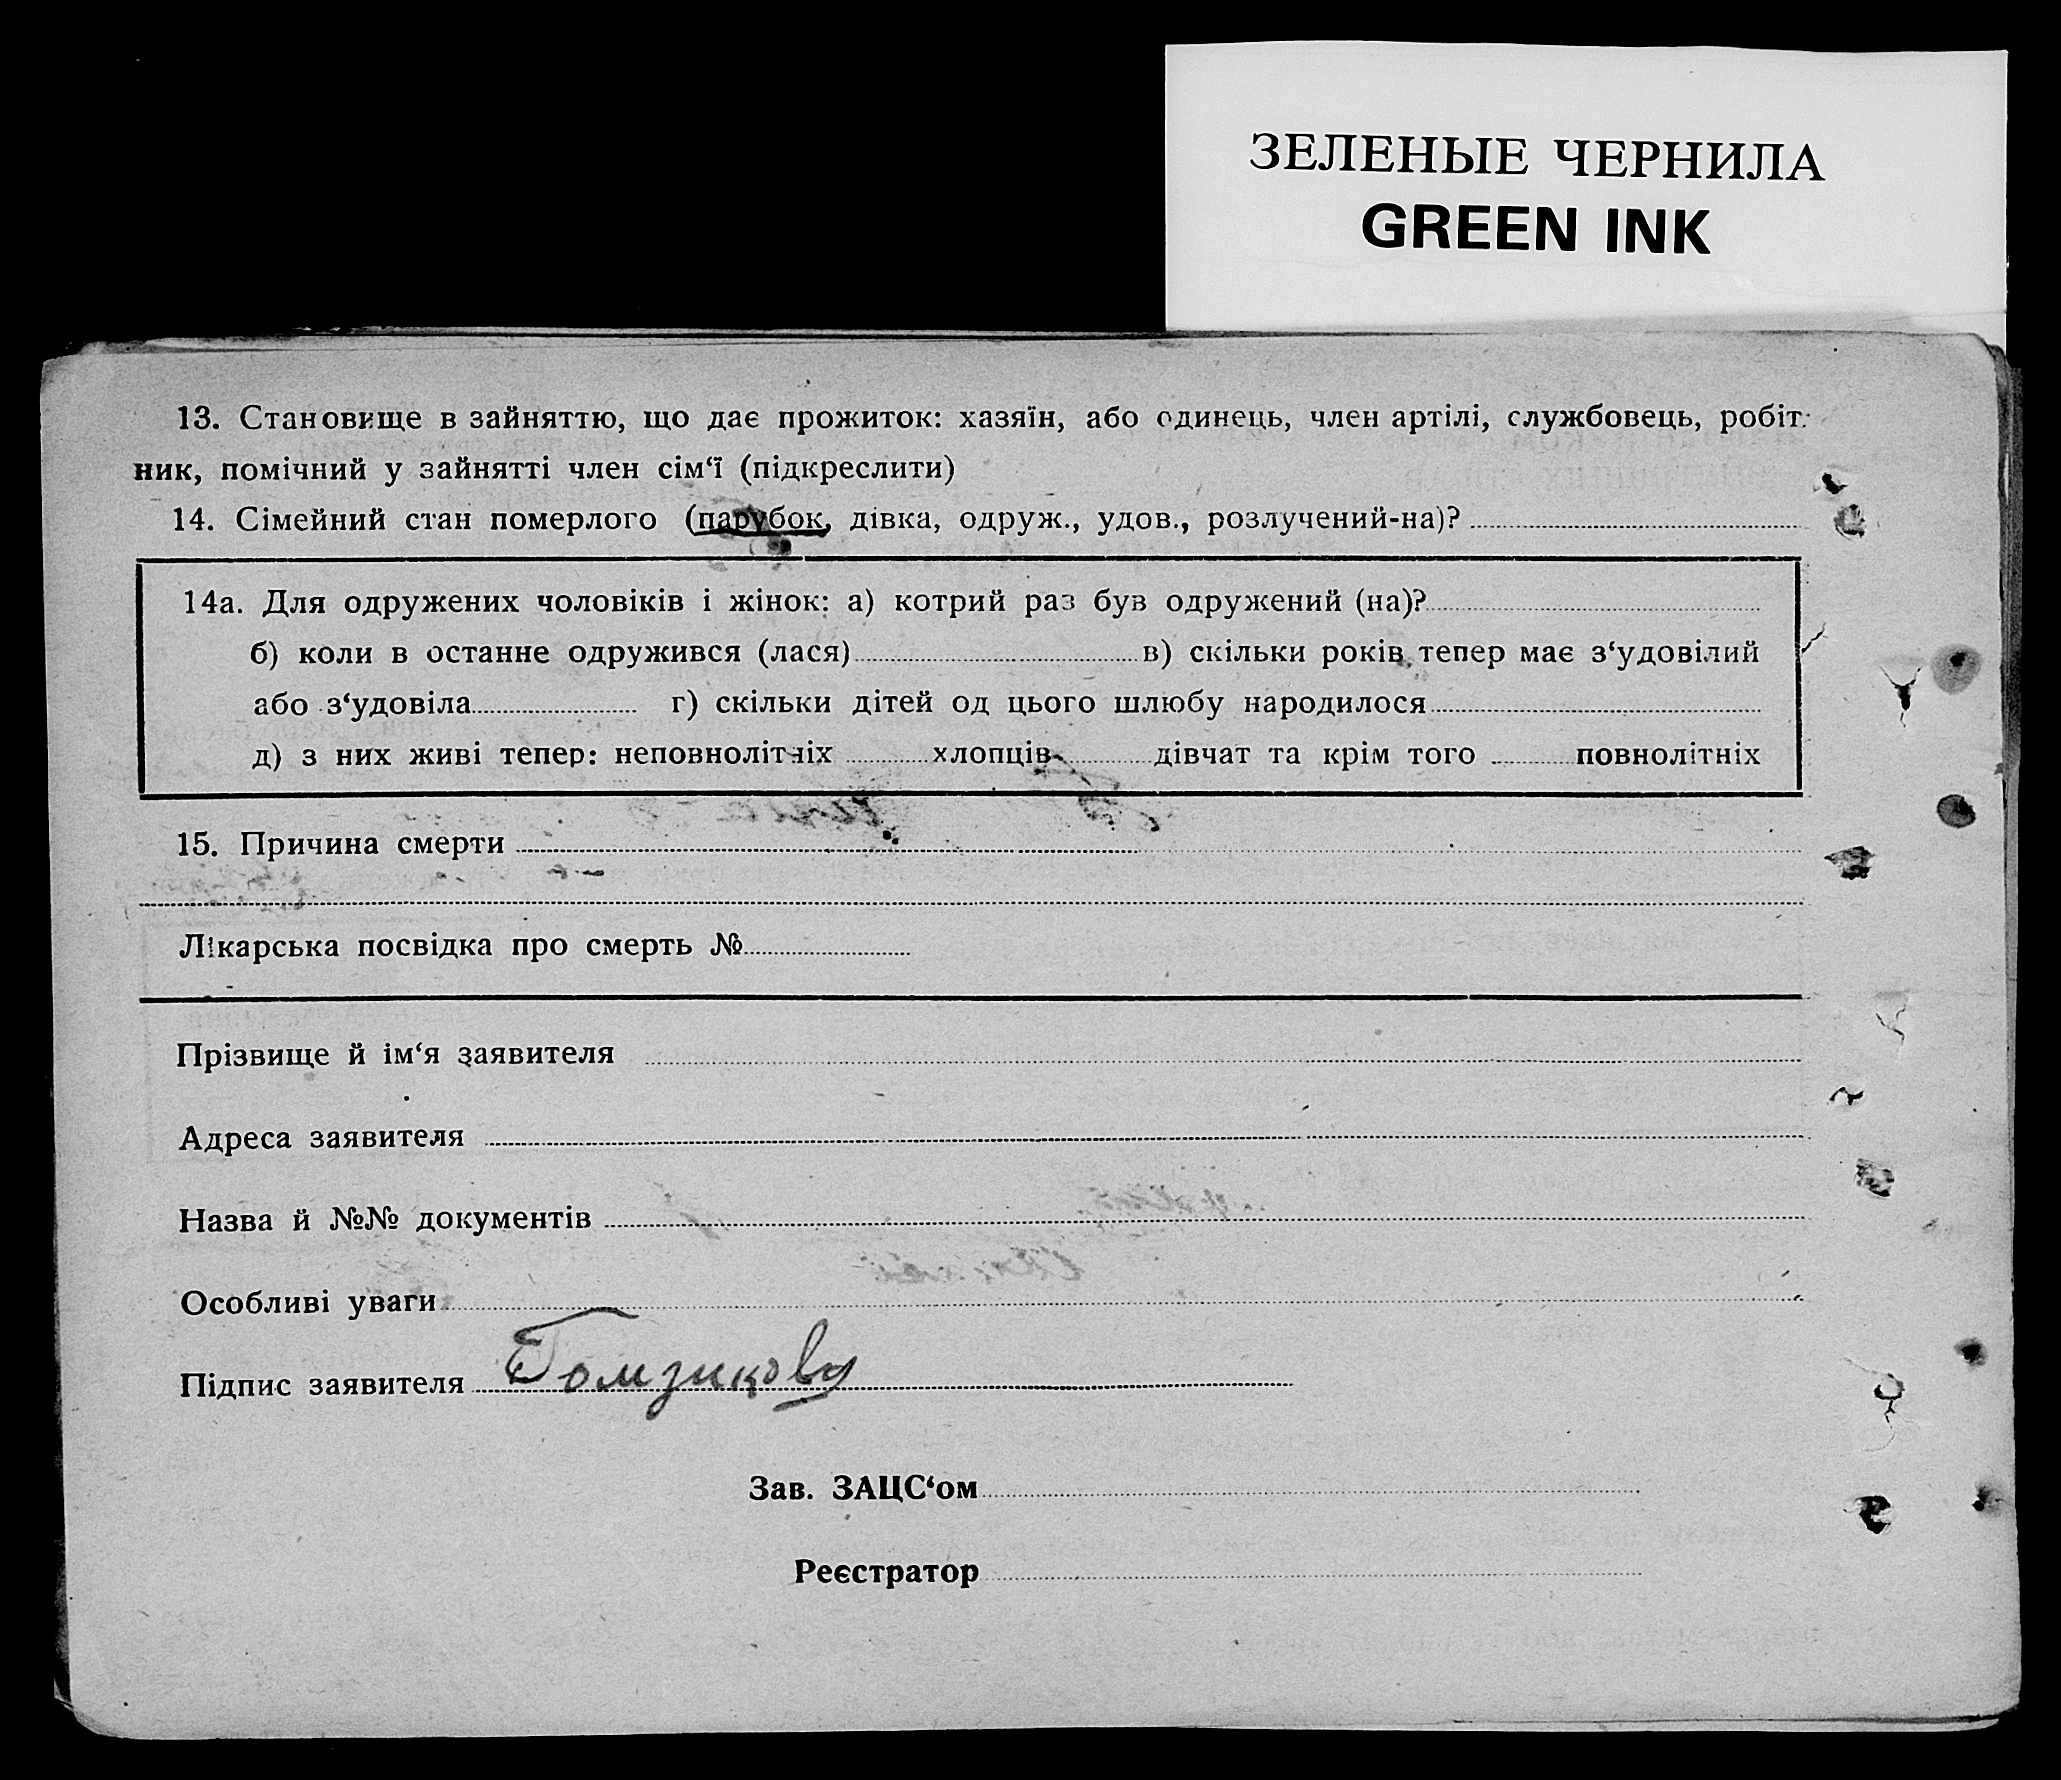 ЗЕЛЕНЫЕ ЧЕРНИЛА
GREEN INK
13. Становище в зайняттю, що дає прожиток: хазяїн, або одинець, член артілі, службовець, робіт-
ник, помічний у зайнятті член сім‘ї (підкреслити)
14. Сімейний стан померлого (парубок, дівка, одруж., удов., розлучений-на)?
14а. Для одружених чоловіків і жінок: а) котрий раз був одружений (на)?
б) коли в останне одружився (лася) в) скільки років тепер має з‘удовілий
або з‘удовіла г) скільки дітей од цього шлюбу народилося
д) з них живі тепер: неповнолітніх хлопців дівчат та крім того повнолітніх
15. Причина смерти
Лікарська посвідка про смерть №
Прізвище й ім‘я заявителя
Адреса заявителя
Назва й №№ документів
Особливі уваги
Підпис заявителя
Зав. ЗАЦС‘ом
Реєстратор